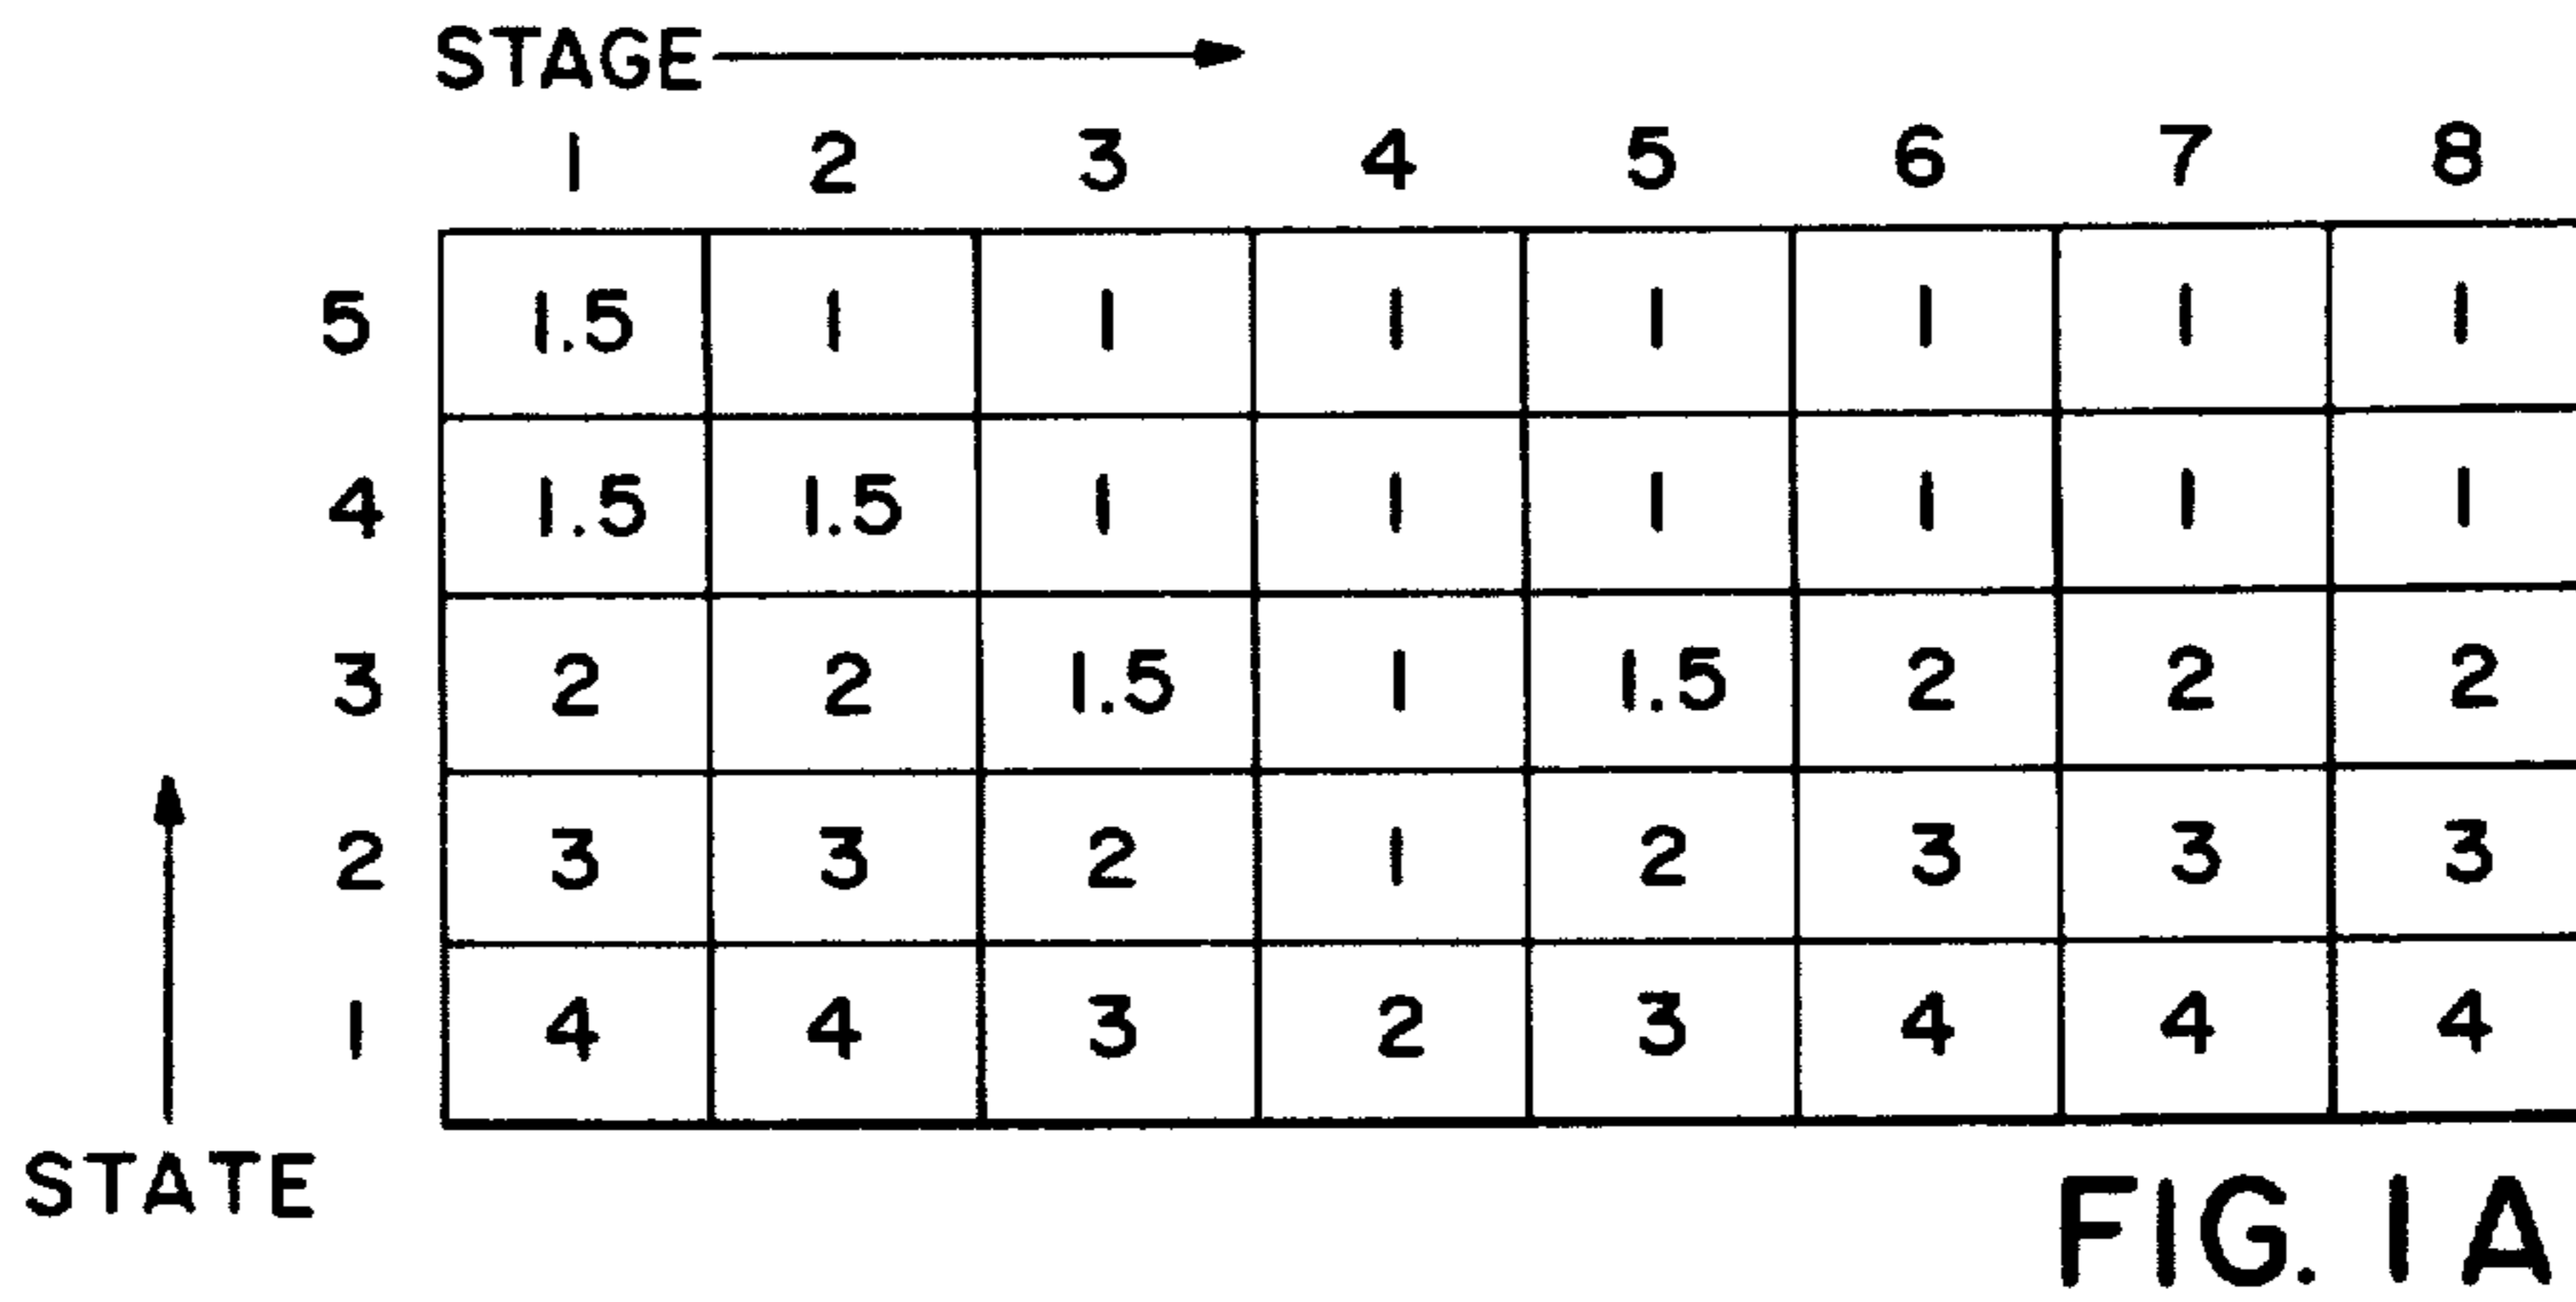 STAGE
1 2 3 4 5 6 7 8
5 1.5 1 1 1 1 1 1 1
4 1.5 1.5 1 1 1 1 1 1
3 2 2 1.5 1 1.5 2 2 2
2 3 3 2 1 2 3 3 3
1 4 4 3 2 3 4 4 4
STATE
FIG. 1A